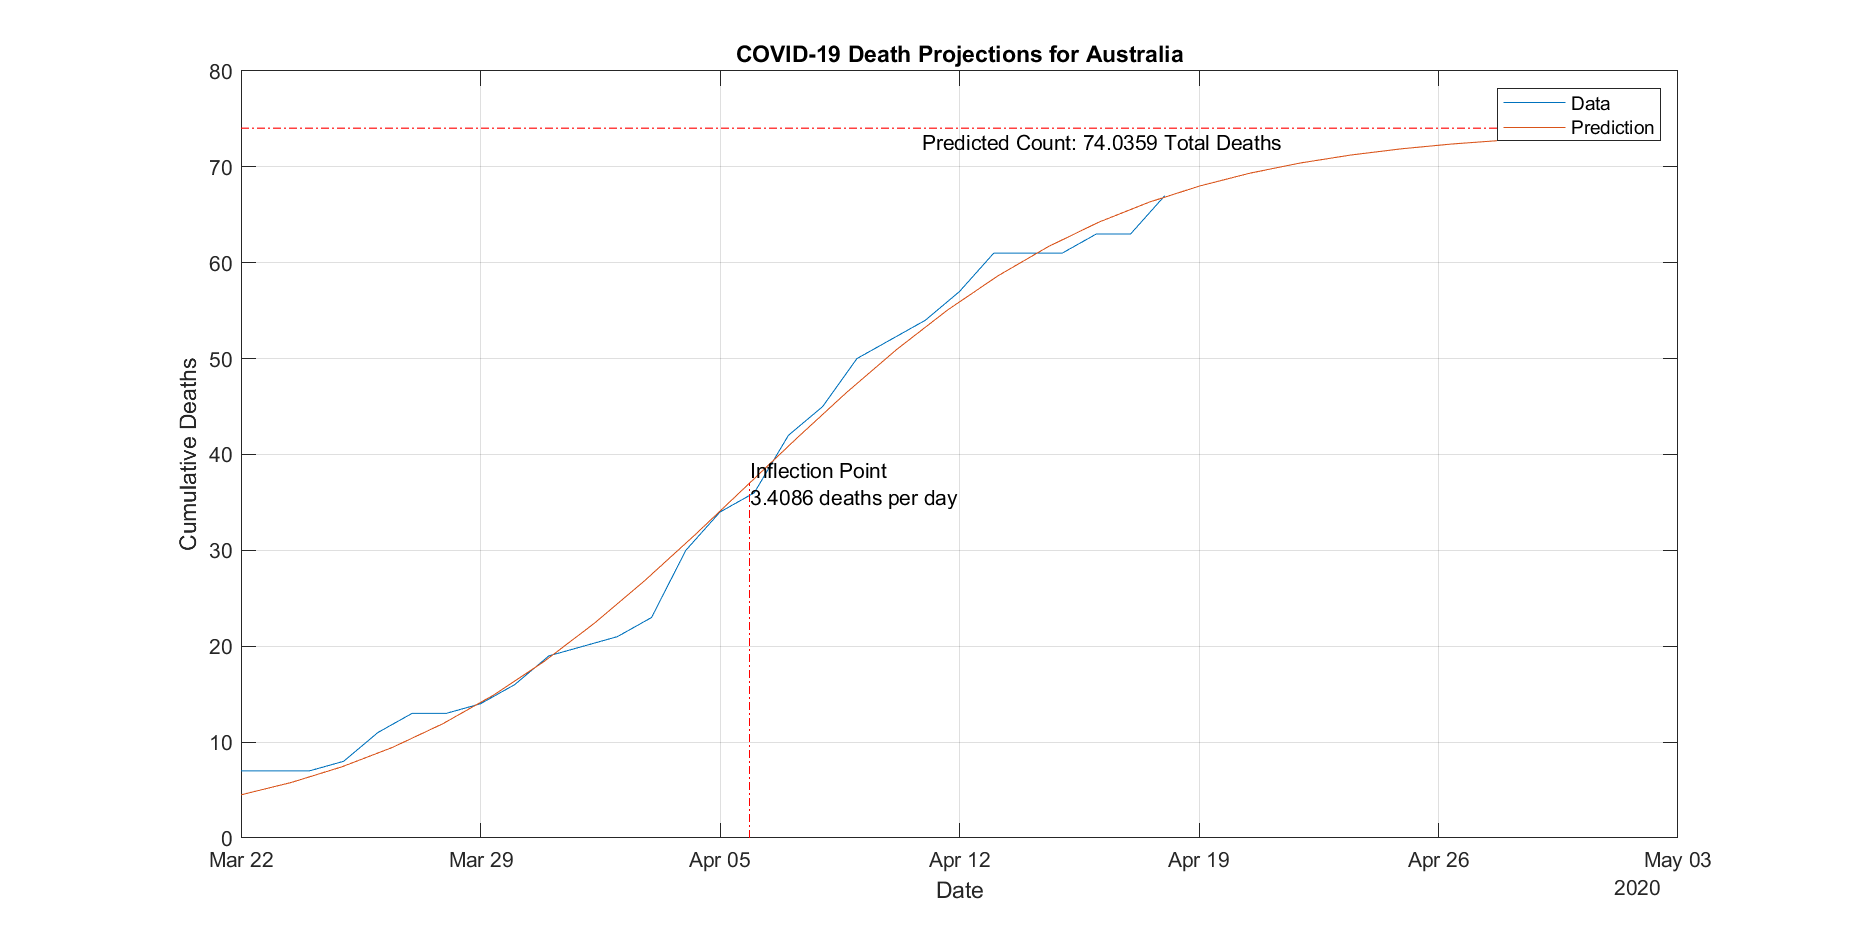 COVID-19 Death Projections for Australia
80
70
60
50
40
30
20
10
0
Cumulative Deaths
Data
Prediction
Predicted Count: 74.0359 Total Deaths
Inflection Point
3.4086 deaths per day
Mar 22 Mar 29 Apr 05 Apr 12 Apr 19 Apr 26 May 03
Date
2020